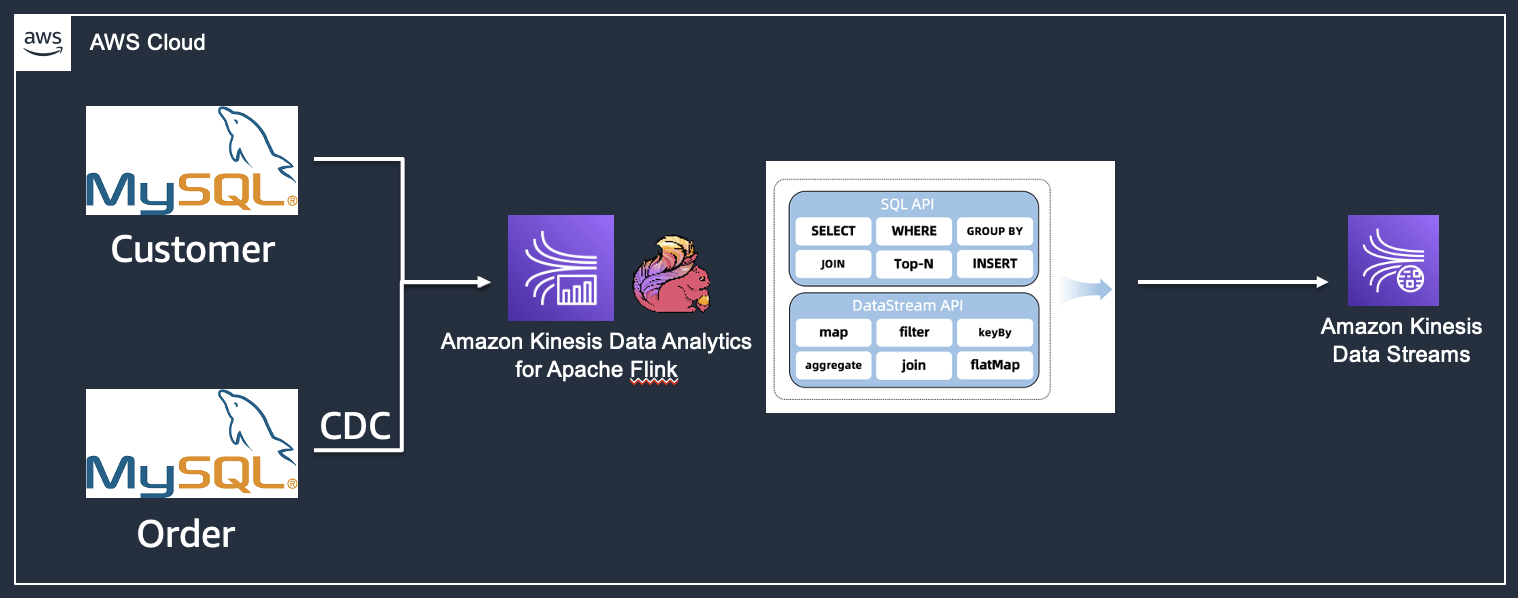 aws
AWS Cloud
MySQL®
Customer
MySQL®
CDC
Order
Amazon Kinesis Data Analytics
for Apache Flink
SQL API
SELECT WHERE GROUP BY
JOIN Top-N INSERT
DataStream API
map filter keyBy
aggregate join flatMap
Amazon Kinesis
Data Streams